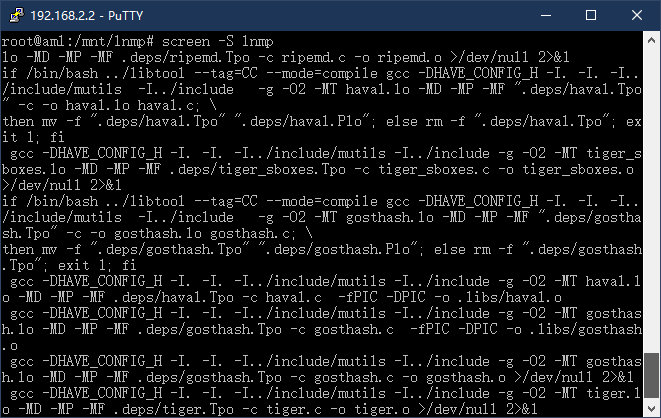 192.168.2.2 - PuTTY
root@aml:/mnt/lnmp# screen -S lnmp
lo -MD -MP -MF .deps/ripemd.Tpo -c ripemd.c -o ripemd.o >/dev/null 2>&1
if /bin/bash ../libtool --tag=CC --mode=compile gcc -DHAVE_CONFIG_H -I. -I. -I..
/include/mutils  -I../include   -g -O2 -MT haval.lo -MD -MP -MF ".deps/haval.Tpo
" -c -o haval.lo haval.c; \
then mv -f ".deps/haval.Tpo" ".deps/haval.Plo"; else rm -f ".deps/haval.Tpo"; ex
it 1; fi
 gcc -DHAVE_CONFIG_H -I. -I. -I../include/mutils -I../include -g -O2 -MT tiger_s
boxes.lo -MD -MP -MF .deps/tiger_sboxes.Tpo -c tiger_sboxes.c -o tiger_sboxes.o
>/dev/null 2>&1
if /bin/bash ../libtool --tag=CC --mode=compile gcc -DHAVE_CONFIG_H -I. -I. -I..
/include/mutils  -I../include   -g -O2 -MT gosthash.lo -MD -MP -MF ".deps/gostha
sh.Tpo" -c -o gosthash.lo gosthash.c; \
then mv -f ".deps/gosthash.Tpo" ".deps/gosthash.Plo"; else rm -f ".deps/gosthash
.Tpo"; exit 1; fi
 gcc -DHAVE_CONFIG_H -I. -I. -I../include/mutils -I../include -g -O2 -MT haval.l
o -MD -MP -MF .deps/haval.Tpo -c haval.c  -fPIC -DPIC -o .libs/haval.o
 gcc -DHAVE_CONFIG_H -I. -I. -I../include/mutils -I../include -g -O2 -MT gosthas
h.lo -MD -MP -MF .deps/gosthash.Tpo -c gosthash.c  -fPIC -DPIC -o .libs/gosthash
.o
 gcc -DHAVE_CONFIG_H -I. -I. -I../include/mutils -I../include -g -O2 -MT gosthas
h.lo -MD -MP -MF .deps/gosthash.Tpo -c gosthash.c -o gosthash.o >/dev/null 2>&1
 gcc -DHAVE_CONFIG_H -I. -I. -I../include/mutils -I../include -g -O2 -MT tiger.l
o -MD -MP -MF .deps/tiger.Tpo -c tiger.c -o tiger.o >/dev/null 2>&1